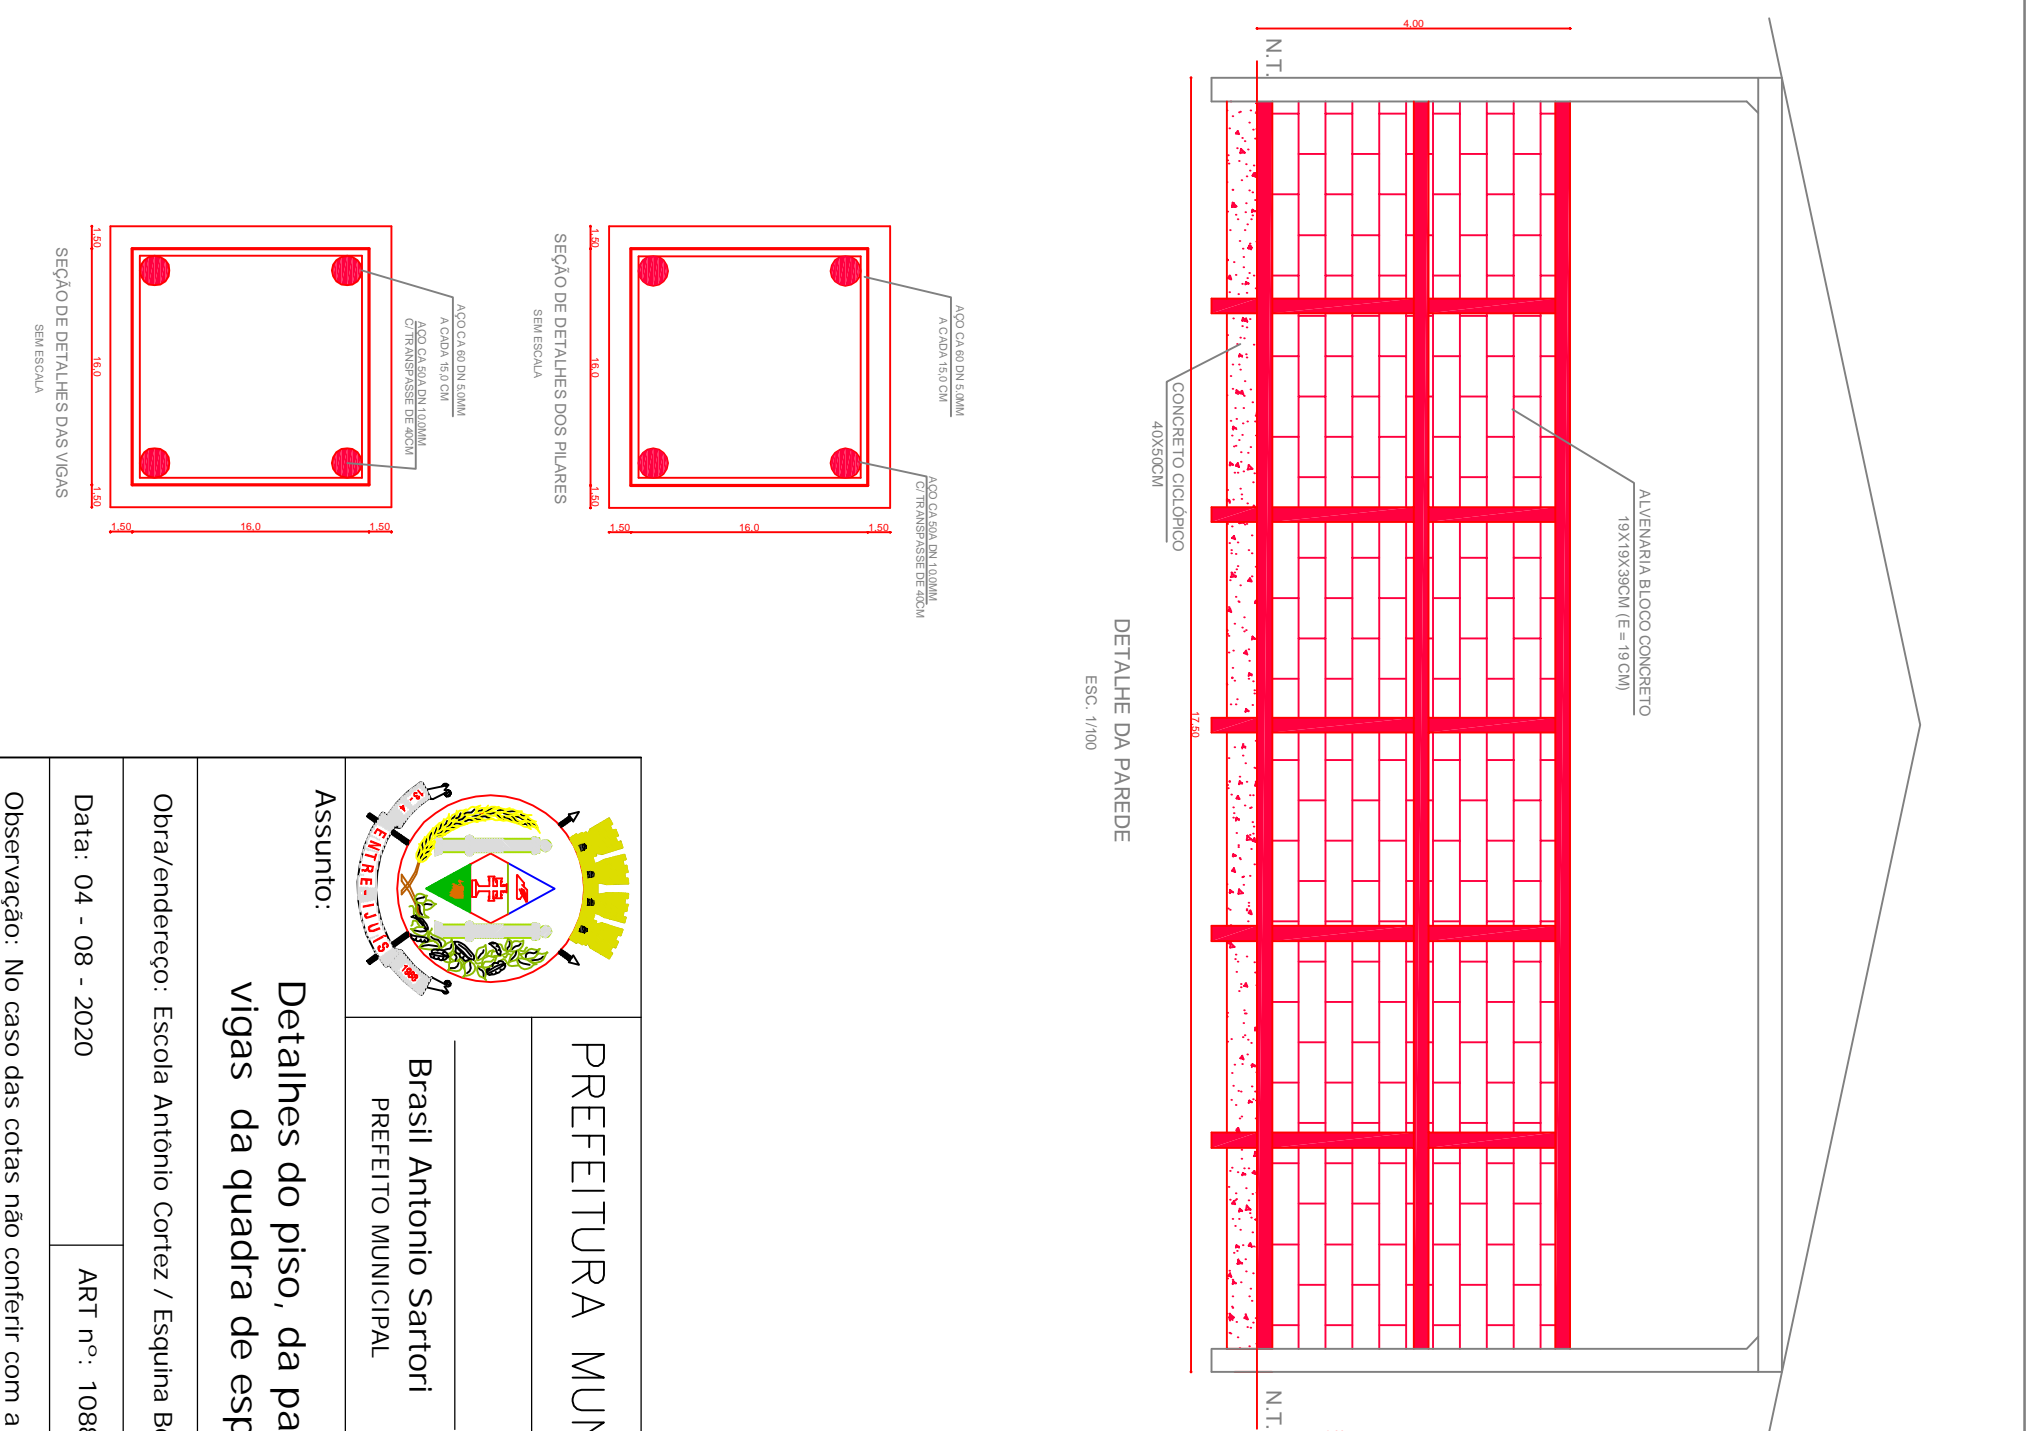 4,00
N.T.
ALVENARIA BLOCO CONCRETO
19X19X39CM (E = 19 CM)
CONCRETO CICLÓPICO
40X50CM
17,50
N.T.
DETALHE DA PAREDE
ESC. 1/100
AÇO CA 60 DN 5.0MM
A CADA 15,0 CM
AÇO CA 50A DN 10.0MM
C/ TRANSPASSE DE 40CM
1,50
16,0
1,50
1,50
16,0
1,50
SEÇÃO DE DETALHES DOS PILARES
SEM ESCALA
AÇO CA 60 DN 5.0MM
A CADA 15,0 CM
AÇO CA 50A DN 10.0MM
C/ TRANSPASSE DE 40CM
1,50
16,0
1,50
1,50
16,0
1,50
SEÇÃO DE DETALHES DAS VIGAS
SEM ESCALA
13 - 4
ENTRE-IJUÍS
1988
PREFEITURA MUN
Brasil Antonio Sartori
PREFEITO MUNICIPAL
Assunto:
Detalhes do piso, da pa
vigas da quadra de esp
Obra/endereço: Escola Antônio Cortez / Esquina Bo
Data: 04 - 08 - 2020
ART nº: 1088
Observação: No caso das cotas não conferir com a